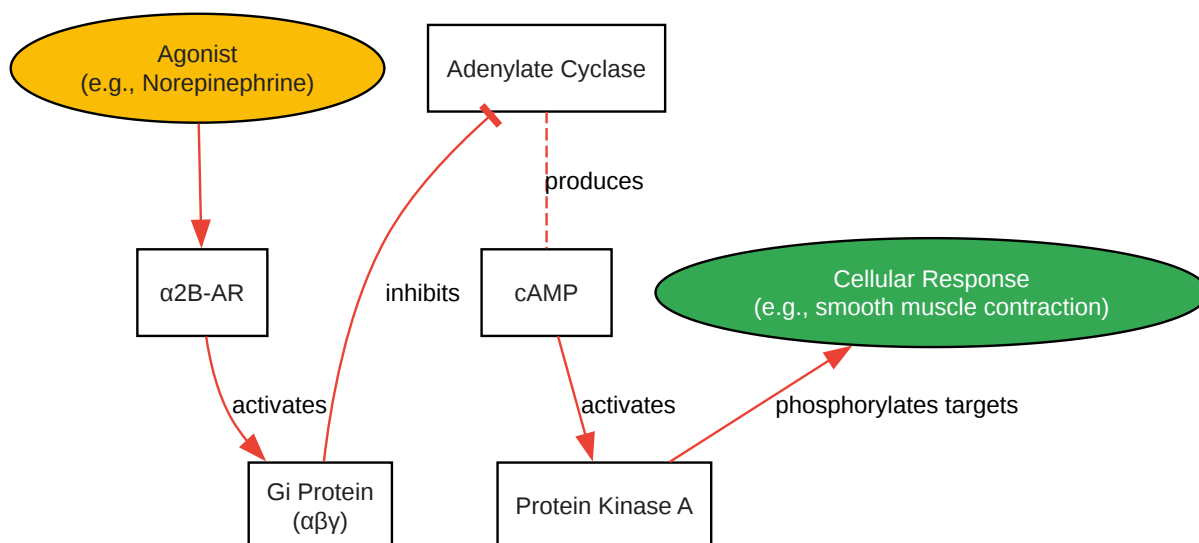 Agonist
(e.g., Norepinephrine)
Adenylate Cyclase
produces
α2B-AR
inhibits
cAMP
Cellular Response
(e.g., smooth muscle contraction)
activates
activates
phosphorylates targets
Gi Protein
(αβγ)
Protein Kinase A